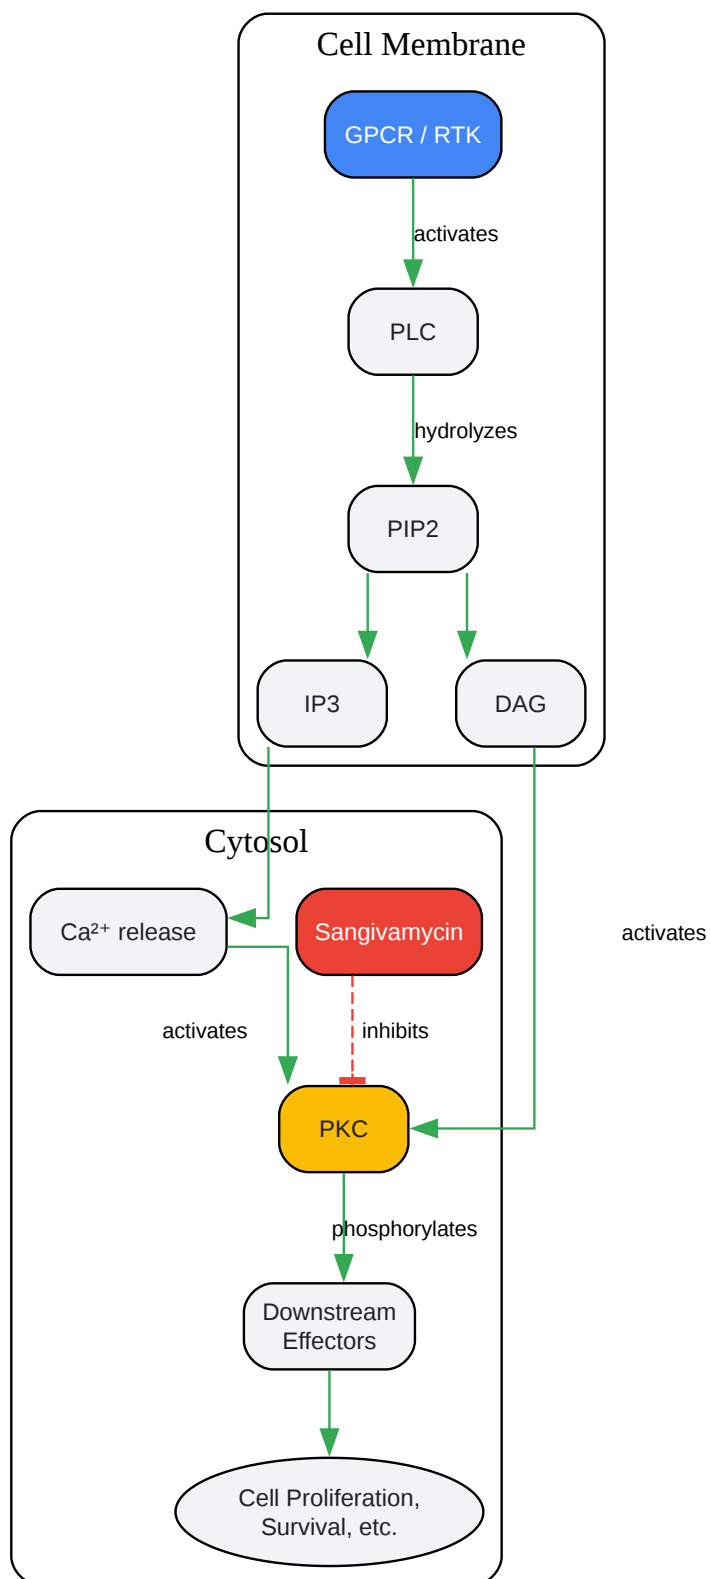 Cell Membrane
GPCR / RTK
activates
PLC
hydrolyzes
PIP2
IP3
DAG
Cytosol
Ca²⁺ release
Sangivamycin
activates
activates
inhibits
PKC
phosphorylates
Downstream
Effectors
Cell Proliferation,
Survival, etc.